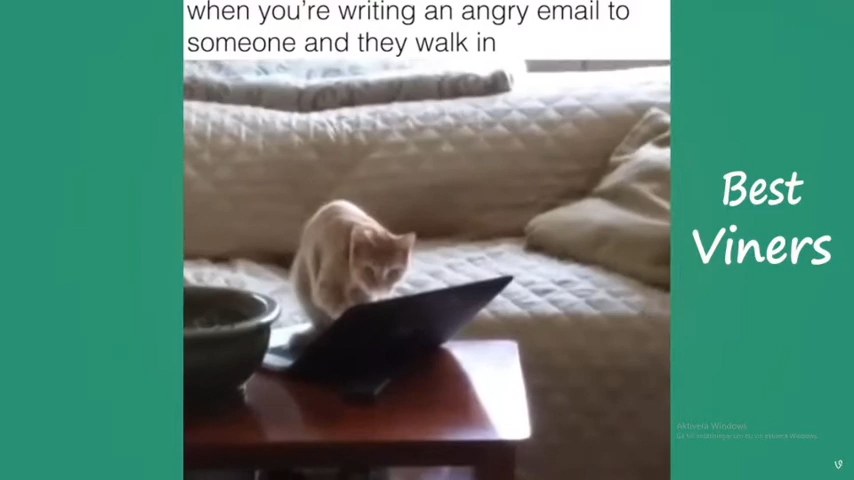 when you're writing an angry email to
someone and they walk in
Best
Viners
Aktivera Windows